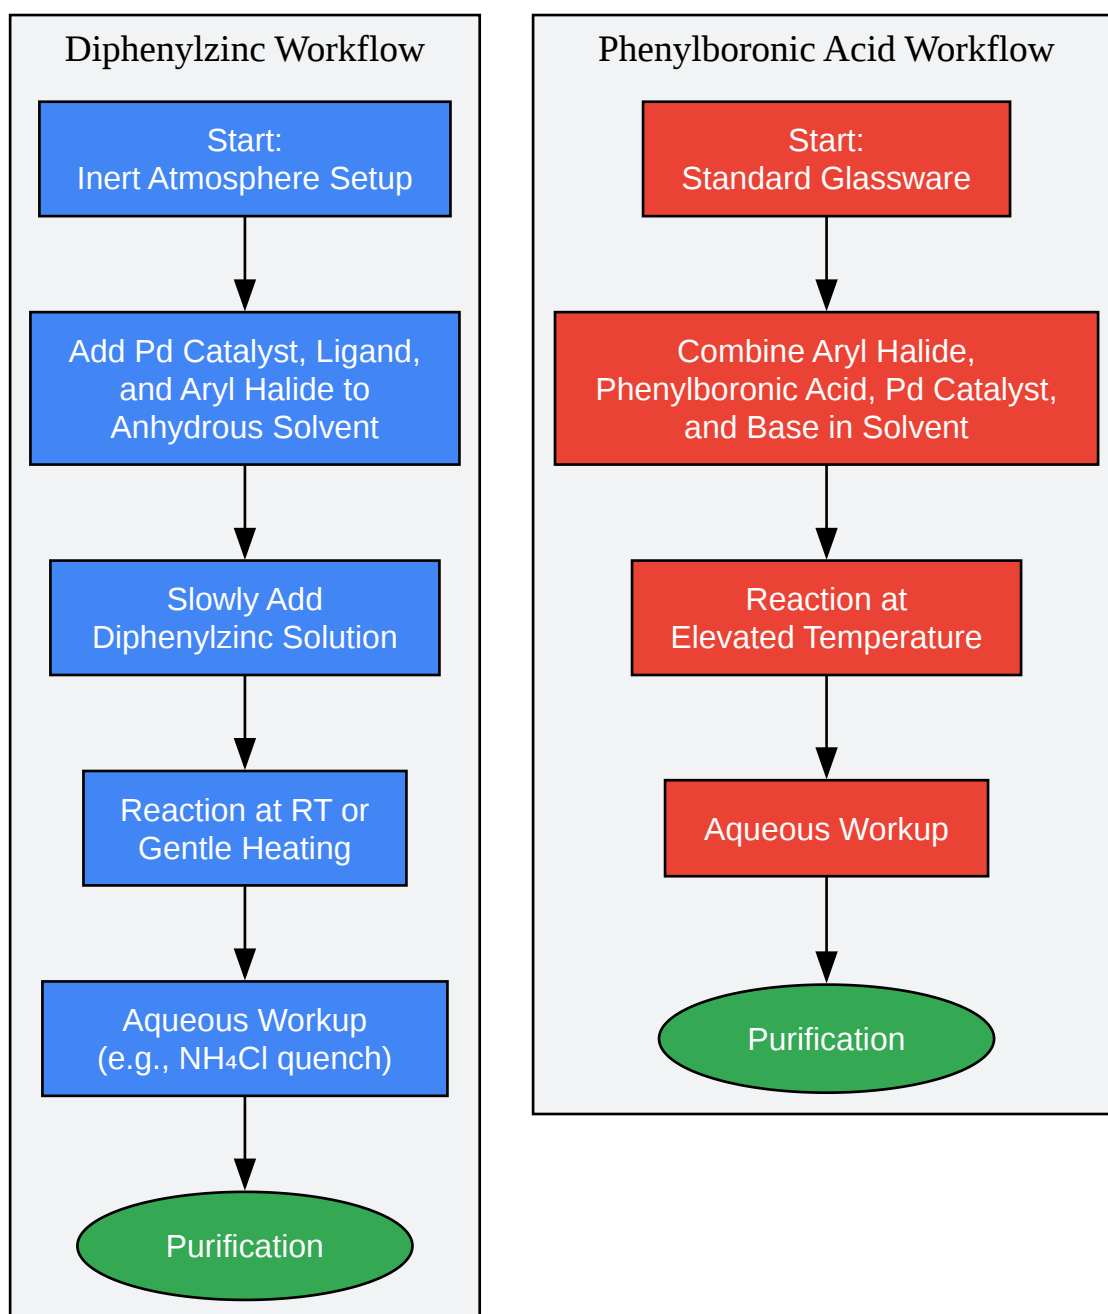 Diphenylzinc Workflow
Start:
Inert Atmosphere Setup
Add Pd Catalyst, Ligand,
and Aryl Halide to
Anhydrous Solvent
Slowly Add
Diphenylzinc Solution
Reaction at RT or
Gentle Heating
Aqueous Workup
(e.g., NH₄Cl quench)
Purification
Phenylboronic Acid Workflow
Start:
Standard Glassware
Combine Aryl Halide,
Phenylboronic Acid, Pd Catalyst,
and Base in Solvent
Reaction at
Elevated Temperature
Aqueous Workup
Purification